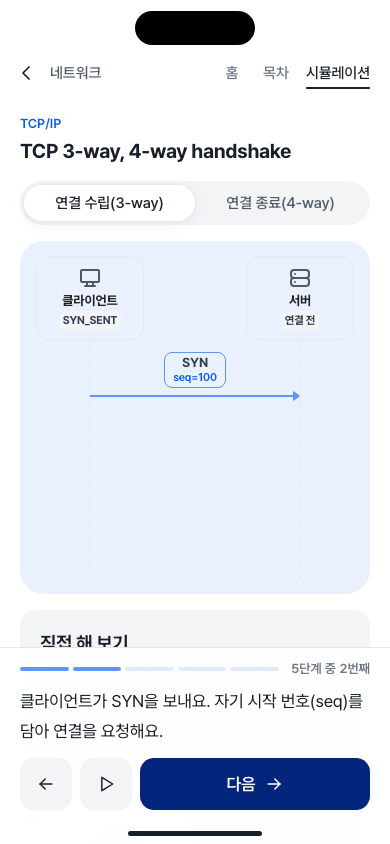 네트워크
홈
목차
시뮬레이션
TCP/IP
TCP 3-way, 4-way handshake
연결 수립(3-way)
연결 종료(4-way)
클라이언트
SYN_SENT
서버
연결 전
SYN
seq=100
직접 해 보기
5단계 중 2번째
클라이언트가 SYN을 보내요. 자기 시작 번호(seq)를
담아 연결을 요청해요.
다음